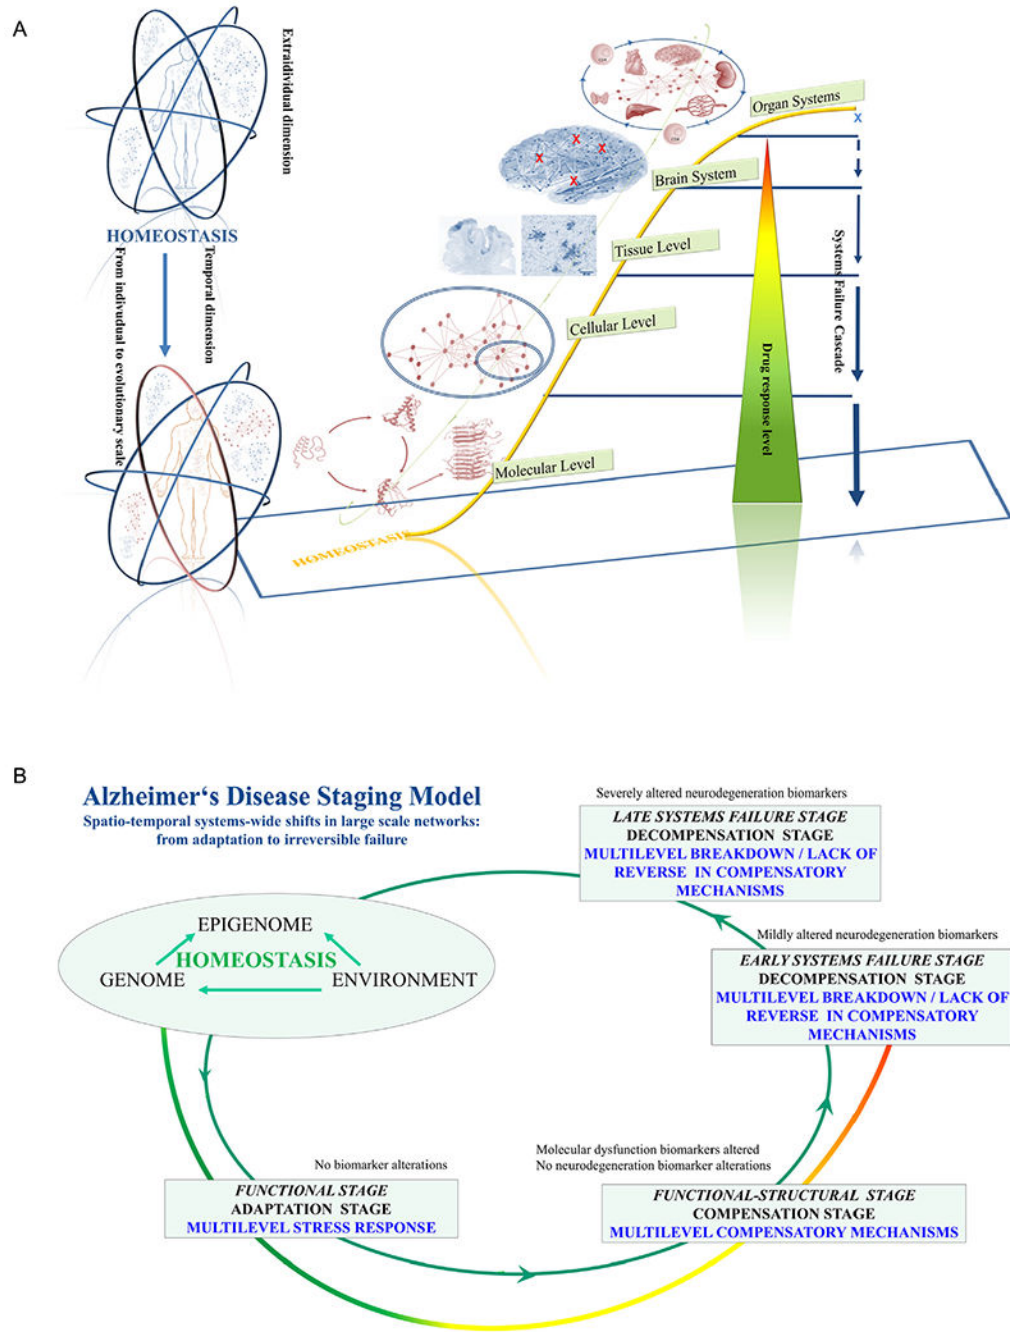 A
Extraidividual dimension
HOMEOSTASIS
Temporal dimension
From indivudual to evolutionary scale
Organ Systems
X
X
X
X
X
Brain System
Tissue Level
Cellular Level
Molecular Level
Systems Failure Cascade
Drug response level
HOMEOSTASIS
B
Alzheimer‘s Disease Staging Model
Spatio-temporal systems-wide shifts in large scale networks:
from adaptation to irreversible failure
Severely altered neurodegeneration biomarkers
LATE SYSTEMS FAILURE STAGE
DECOMPENSATION STAGE
MULTILEVEL BREAKDOWN / LACK OF
REVERSE IN COMPENSATORY
MECHANISMS
EPIGENOME
HOMEOSTASIS
GENOME
ENVIRONMENT
Mildly altered neurodegeneration biomarkers
EARLY SYSTEMS FAILURE STAGE
DECOMPENSATION STAGE
MULTILEVEL BREAKDOWN / LACK OF
REVERSE IN COMPENSATORY
MECHANISMS
No biomarker alterations
FUNCTIONAL STAGE
ADAPTATION STAGE
MULTILEVEL STRESS RESPONSE
Molecular dysfunction biomarkers altered
No neurodegeneration biomarker alterations
FUNCTIONAL-STRUCTURAL STAGE
COMPENSATION STAGE
MULTILEVEL COMPENSATORY MECHANISMS